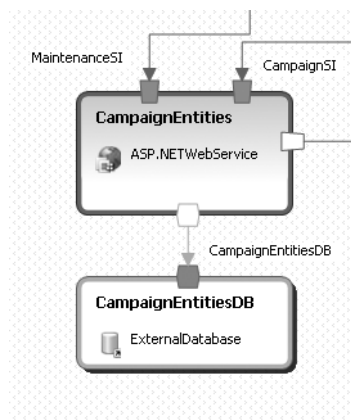 MaintenanceSI
CampaignSI
CampaignEntities
ASP.NETWebService
CampaignEntitiesDB
CampaignEntitiesDB
ExternalDatabase